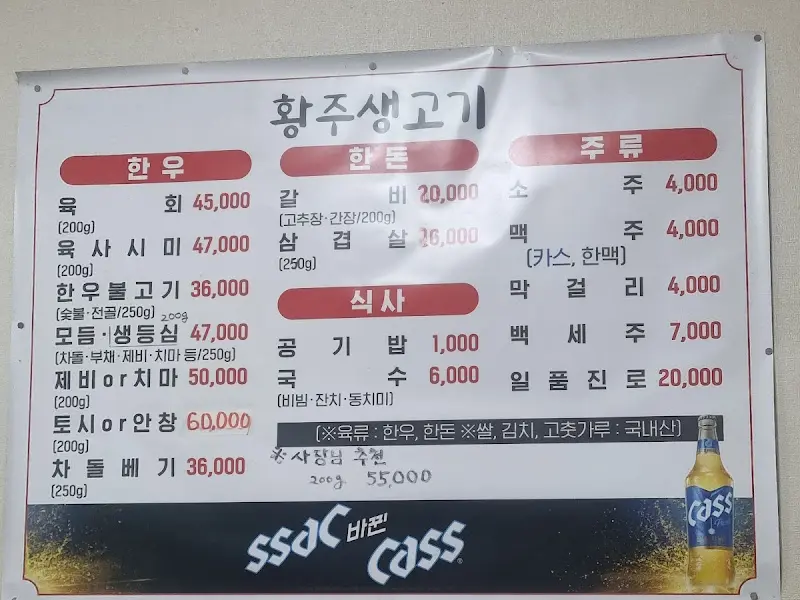 황주생고기
한우
육회 45,000
(200g)
육사시미 47,000
(200g)
한우불고기 36,000
(숯불·전골/250g) 200g
모듬·생등심 47,000
(차돌·부채·제비·치마 등/250g)
제비or치마 50,000
(200g)
토시or안창 60,000
(200g)
차돌베기 36,000
(250g)
한돈
갈비 20,000
(고추장·간장/200g)
삼겹살 16,000
(250g)
식사
공기밥 1,000
국수 6,000
(비빔·잔치·동치미)
주류
소주 4,000
맥주 4,000
(카스, 한맥)
막걸리 4,000
백세주 7,000
일품진로 20,000
(※육류 : 한우, 한돈 ※쌀, 김치, 고춧가루 : 국내산)
※ 사장님 추천
200g 55,000
ssac 바뀐
cass
cass